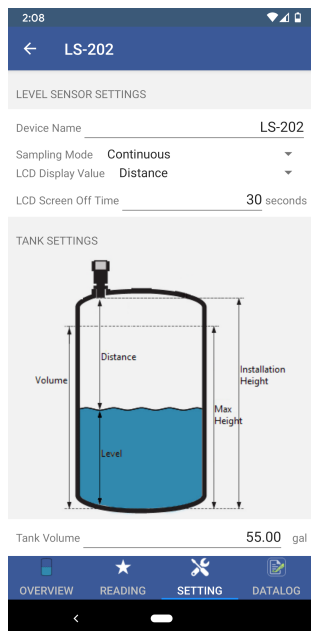 2:08
LS-202
LEVEL SENSOR SETTINGS
Device Name LS-202
Sampling Mode Continuous
LCD Display Value Distance
LCD Screen Off Time 30 seconds
TANK SETTINGS
Distance
Installation
Height
Volume
Max
Height
Level
Tank Volume 55.00 gal
OVERVIEW READING SETTING DATALOG